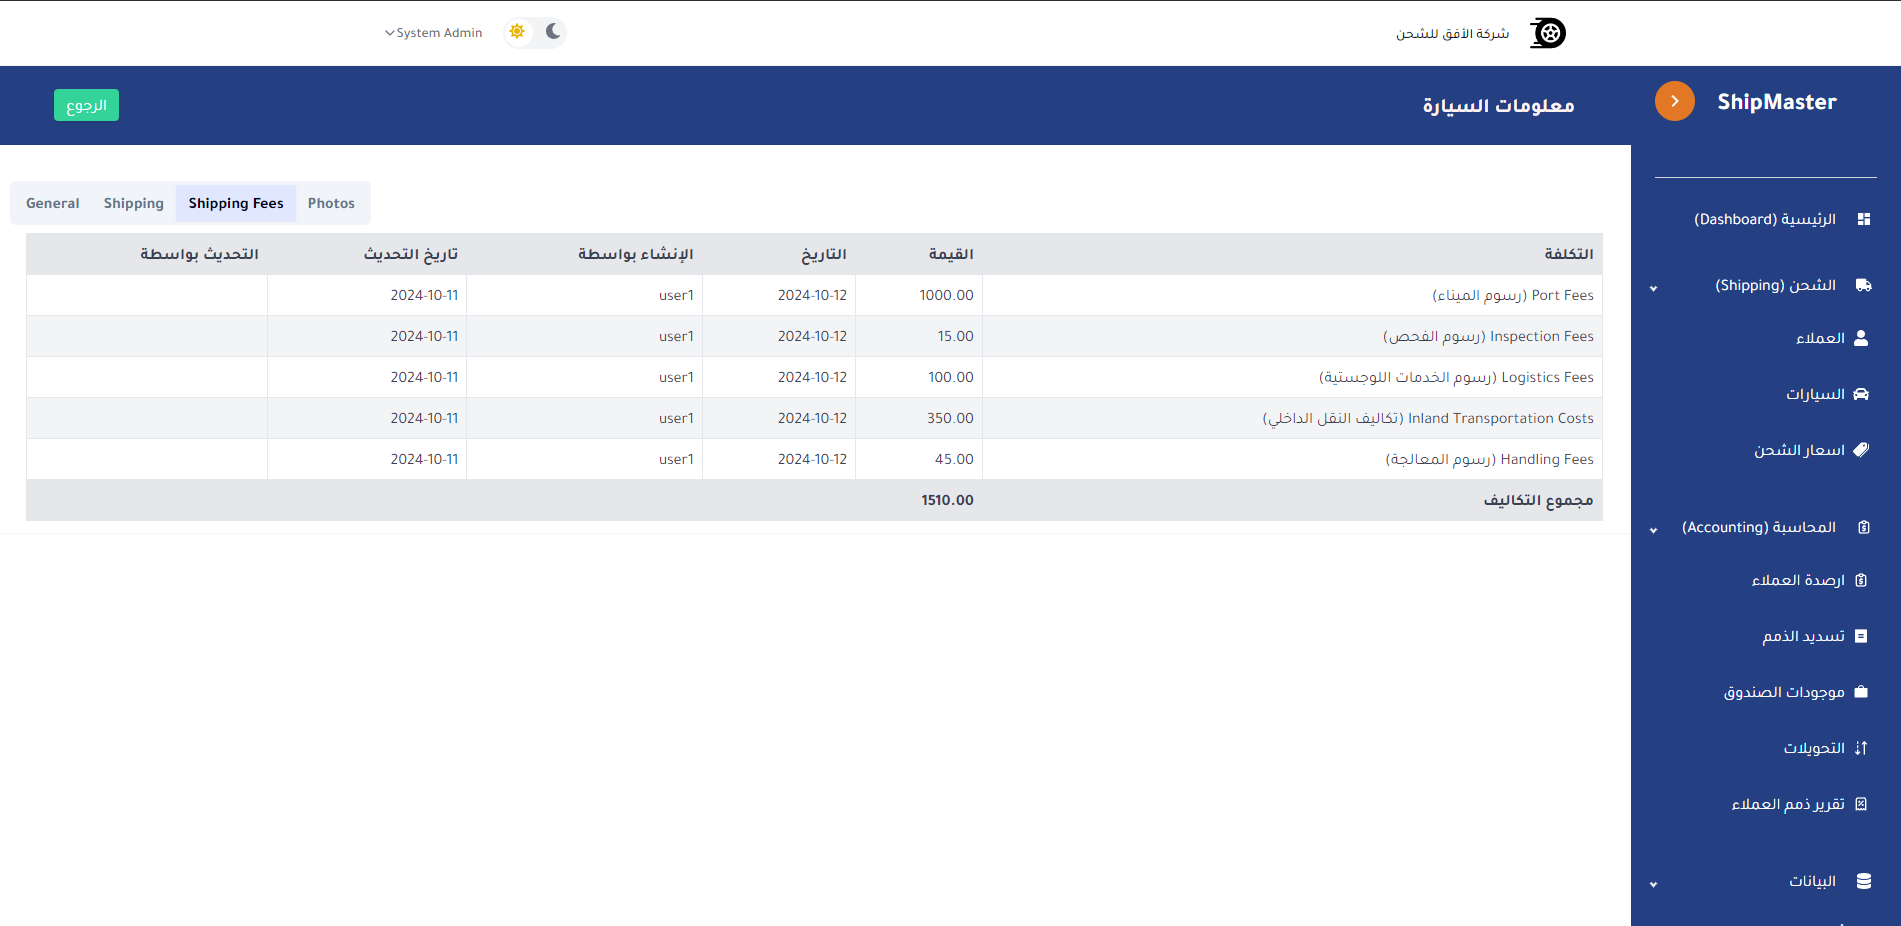 شركة الأفق للشحن
System Admin
ShipMaster
معلومات السيارة
الرجوع
الرئيسية (Dashboard)
الشحن (Shipping)
العملاء
السيارات
اسعار الشحن
المحاسبة (Accounting)
ارصدة العملاء
تسديد الذمم
موجودات الصندوق
التحويلات
تقرير ذمم العملاء
البيانات
General Shipping Shipping Fees Photos
التكلفة القيمة التاريخ الإنشاء بواسطة تاريخ التحديث التحديث بواسطة
Port Fees (رسوم الميناء) 1000.00 2024-10-12 user1 2024-10-11
Inspection Fees (رسوم الفحص) 15.00 2024-10-12 user1 2024-10-11
Logistics Fees (رسوم الخدمات اللوجستية) 100.00 2024-10-12 user1 2024-10-11
Inland Transportation Costs (تكاليف النقل الداخلي) 350.00 2024-10-12 user1 2024-10-11
Handling Fees (رسوم المعالجة) 45.00 2024-10-12 user1 2024-10-11
مجموع التكاليف 1510.00